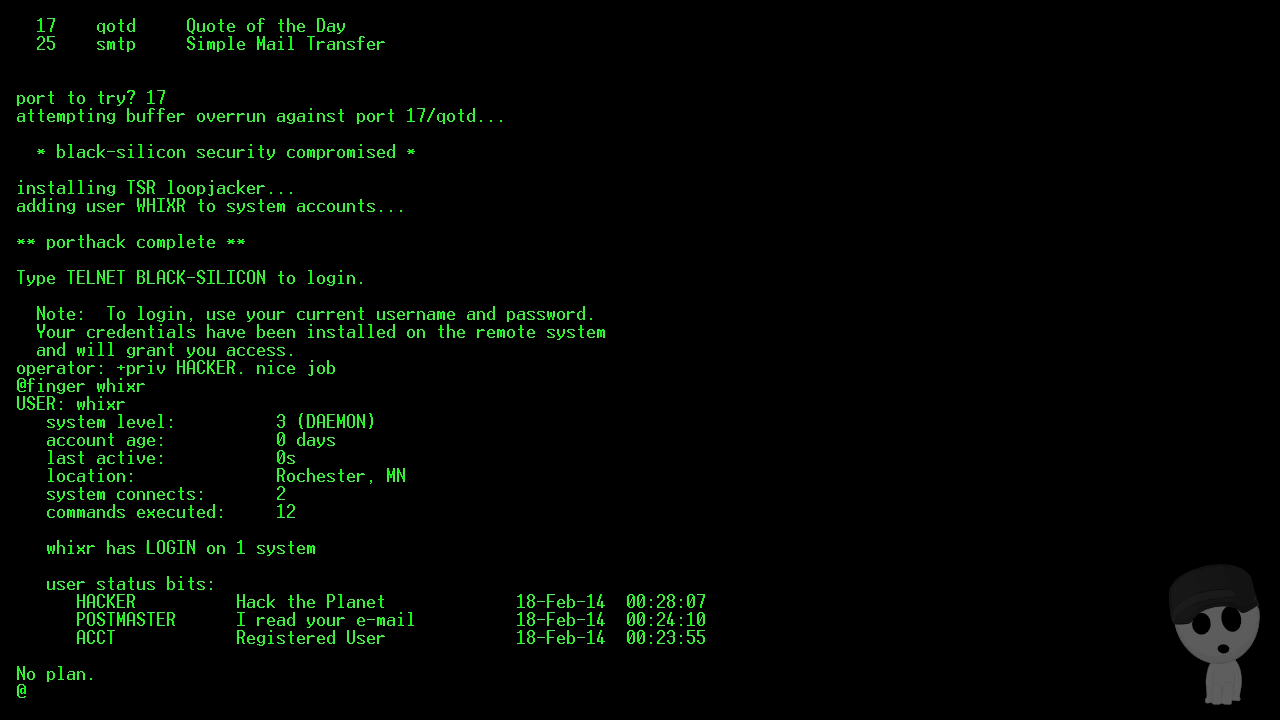 17 qotd Quote of the Day
25 smtp Simple Mail Transfer
port to try? 17
attempting buffer overrun against port 17/qotd...
* black-silicon security compromised *
installing TSR loopjacker...
adding user WHIXR to system accounts...
** porthack complete **
Type TELNET BLACK-SILICON to login.
Note: To login, use your current username and password.
Your credentials have been installed on the remote system
and will grant you access.
operator: +priv HACKER. nice job
@finger whixr
USER: whixr
system level: 3 (DAEMON)
account age: 0 days
last active: 0s
location: Rochester, MN
system connects: 2
commands executed: 12
whixr has LOGIN on 1 system
user status bits:
HACKER Hack the Planet 18-Feb-14 00:28:07
POSTMASTER I read your e-mail 18-Feb-14 00:24:10
ACCT Registered User 18-Feb-14 00:23:55
No plan.
@